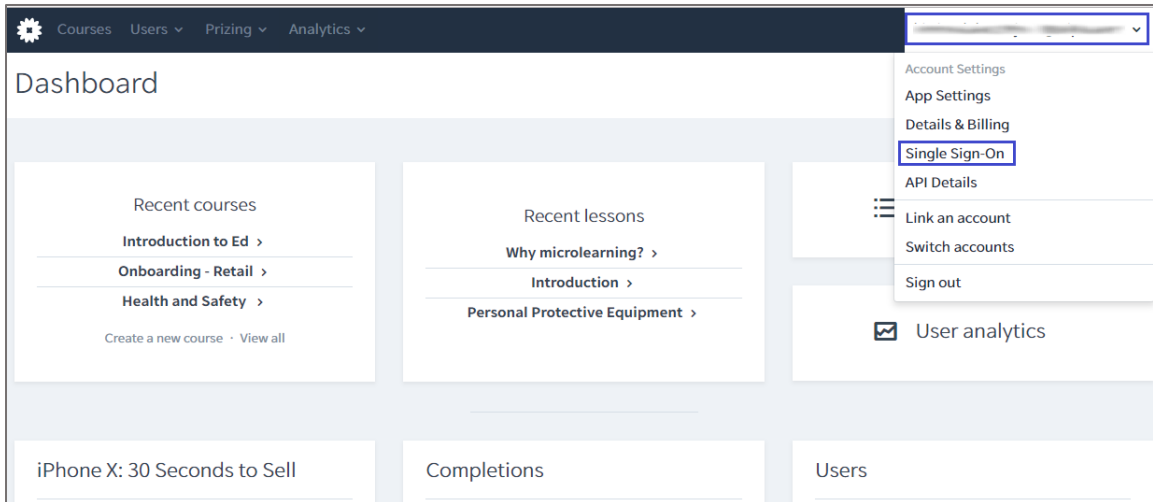 Courses Users Prizing Analytics
Dashboard
Account Settings
App Settings
Details & Billing
Single Sign-On
API Details
Link an account
Switch accounts
Sign out
Recent courses
Introduction to Ed >
Onboarding - Retail >
Health and Safety >
Create a new course · View all
Recent lessons
Why microlearning? >
Introduction >
Personal Protective Equipment >
User analytics
iPhone X: 30 Seconds to Sell
Completions
Users